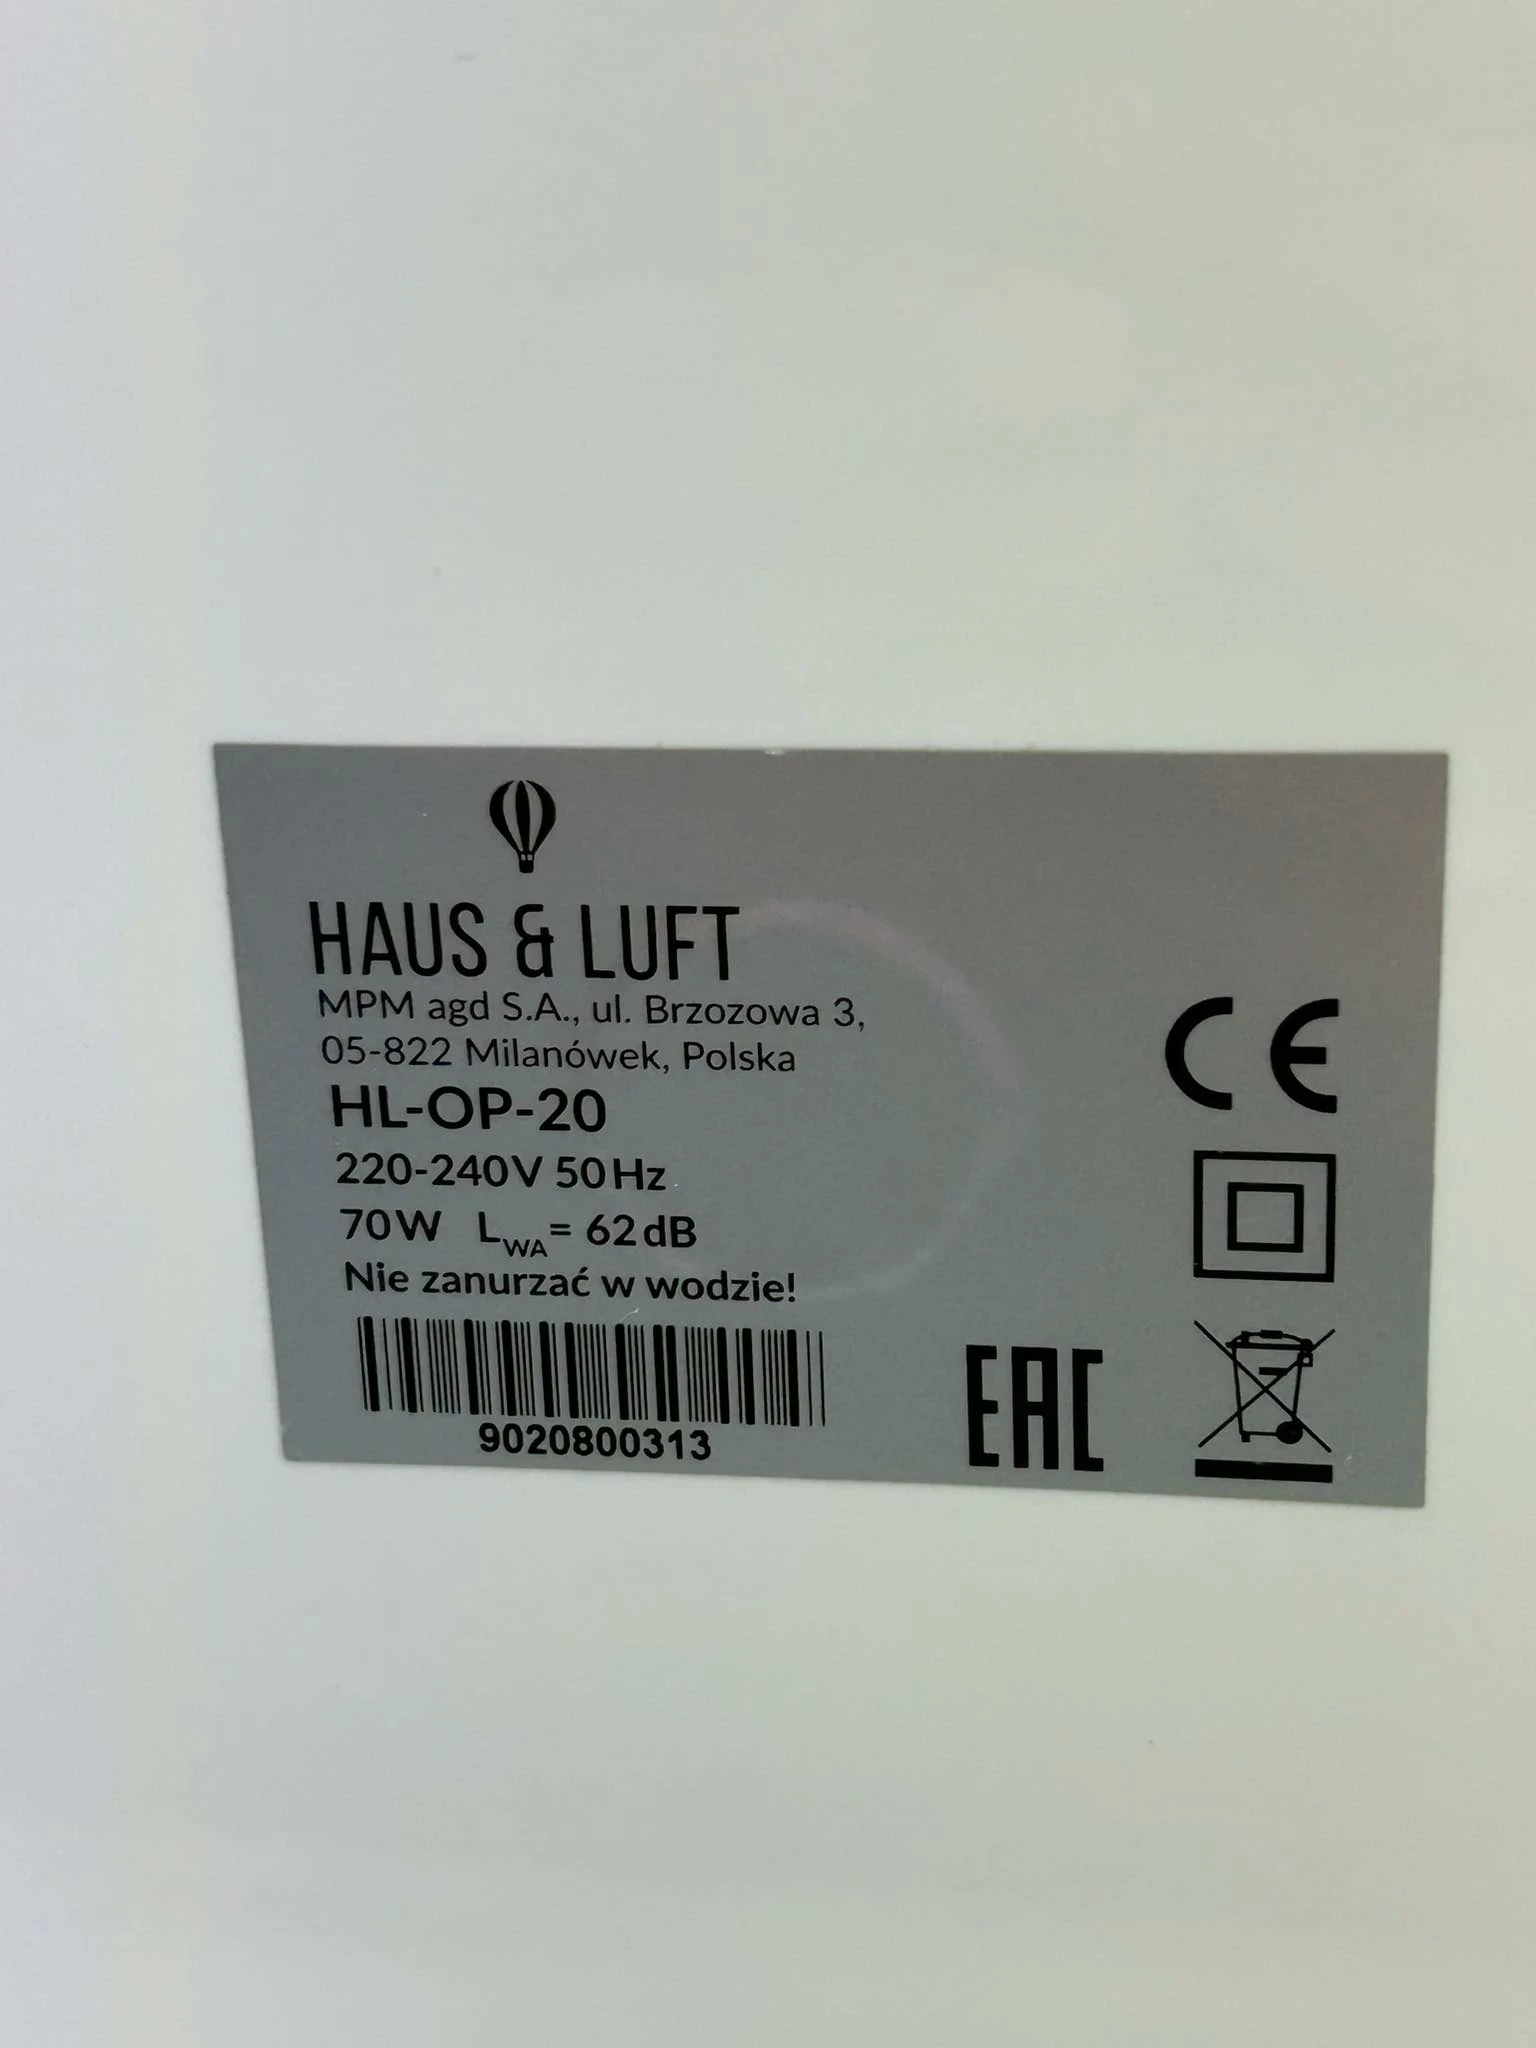 HAUS & LUFT
MPM agd S.A., ul. Brzozowa 3,
05-822 Milanówek, Polska
HL-OP-20
220-240V 50Hz
70W LWA= 62dB
Nie zanurzać w wodzie!
9020800313
CE
EAC